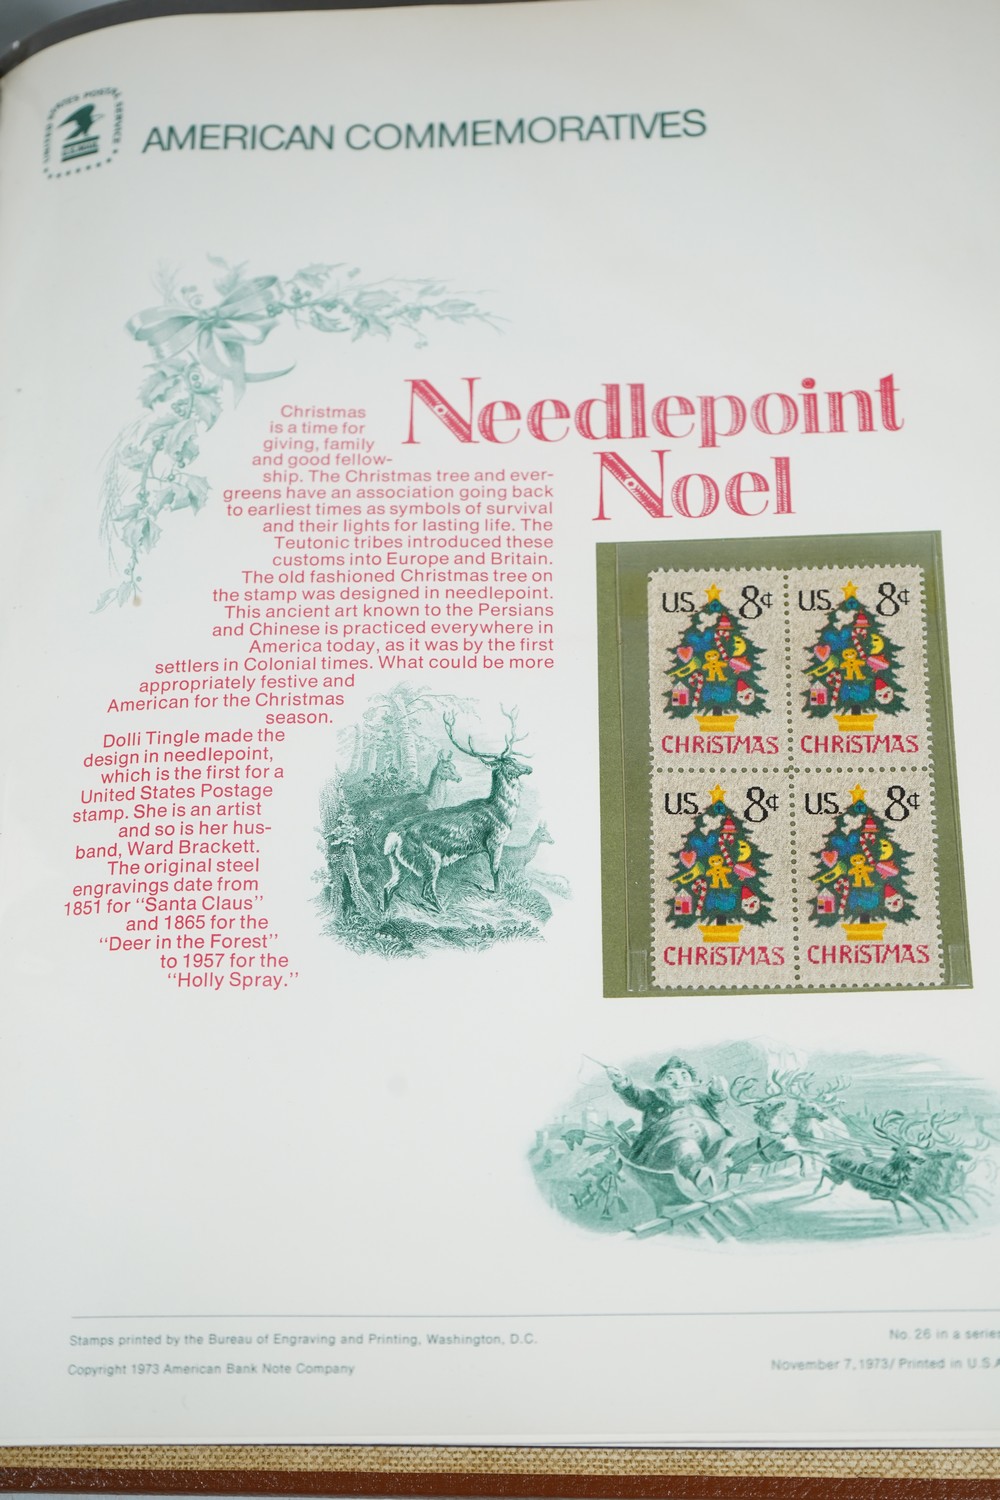 UNITED STATES POSTAL SERVICE
U.S. MAIL
AMERICAN COMMEMORATIVES
Needlepoint
Noel
Christmas
is a time for
giving, family
and good fellow-
ship. The Christmas tree and ever-
greens have an association going back
to earliest times as symbols of survival
and their lights for lasting life. The
Teutonic tribes introduced these
customs into Europe and Britain.
The old fashioned Christmas tree on
the stamp was designed in needlepoint.
This ancient art known to the Persians
and Chinese is practiced everywhere in
America today, as it was by the first
settlers in Colonial times. What could be more
appropriately festive and
American for the Christmas
season.
Dolli Tingle made the
design in needlepoint,
which is the first for a
United States Postage
stamp. She is an artist
and so is her hus-
band, Ward Brackett.
The original steel
engravings date from
1851 for "Santa Claus"
and 1865 for the
"Deer in the Forest"
to 1957 for the
"Holly Spray."
U.S. 8¢
CHRiSTMAS
U.S. 8¢
CHRiSTMAS
U.S. 8¢
CHRiSTMAS
U.S. 8¢
CHRiSTMAS
Stamps printed by the Bureau of Engraving and Printing, Washington, D.C.
Copyright 1973 American Bank Note Company
No. 26 in a series
November 7, 1973/ Printed in U.S.A